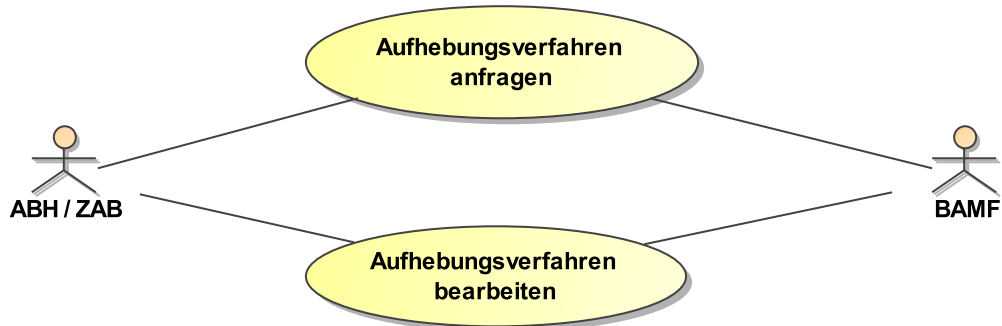 Aufhebungsverfahren
anfragen
ABH / ZAB
BAMF
Aufhebungsverfahren
bearbeiten